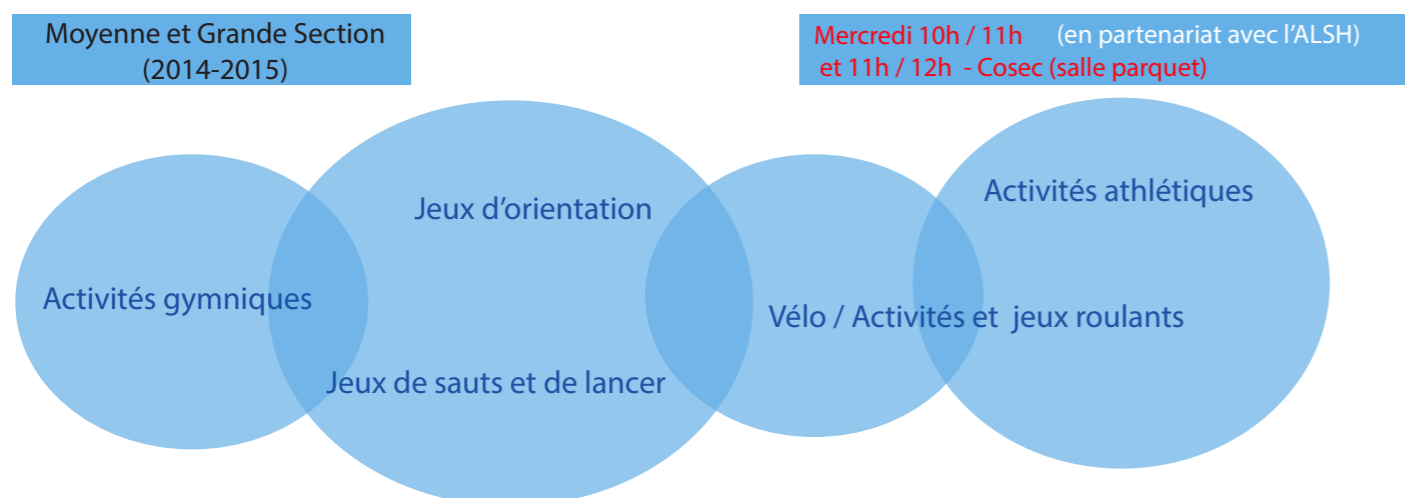 Moyenne et Grande Section
(2014-2015)
Mercredi 10h / 11h (en partenariat avec l’ALSH)
et 11h / 12h - Cosec (salle parquet)
Activités gymniques
Jeux d’orientation
Jeux de sauts et de lancer
Vélo / Activités et jeux roulants
Activités athlétiques